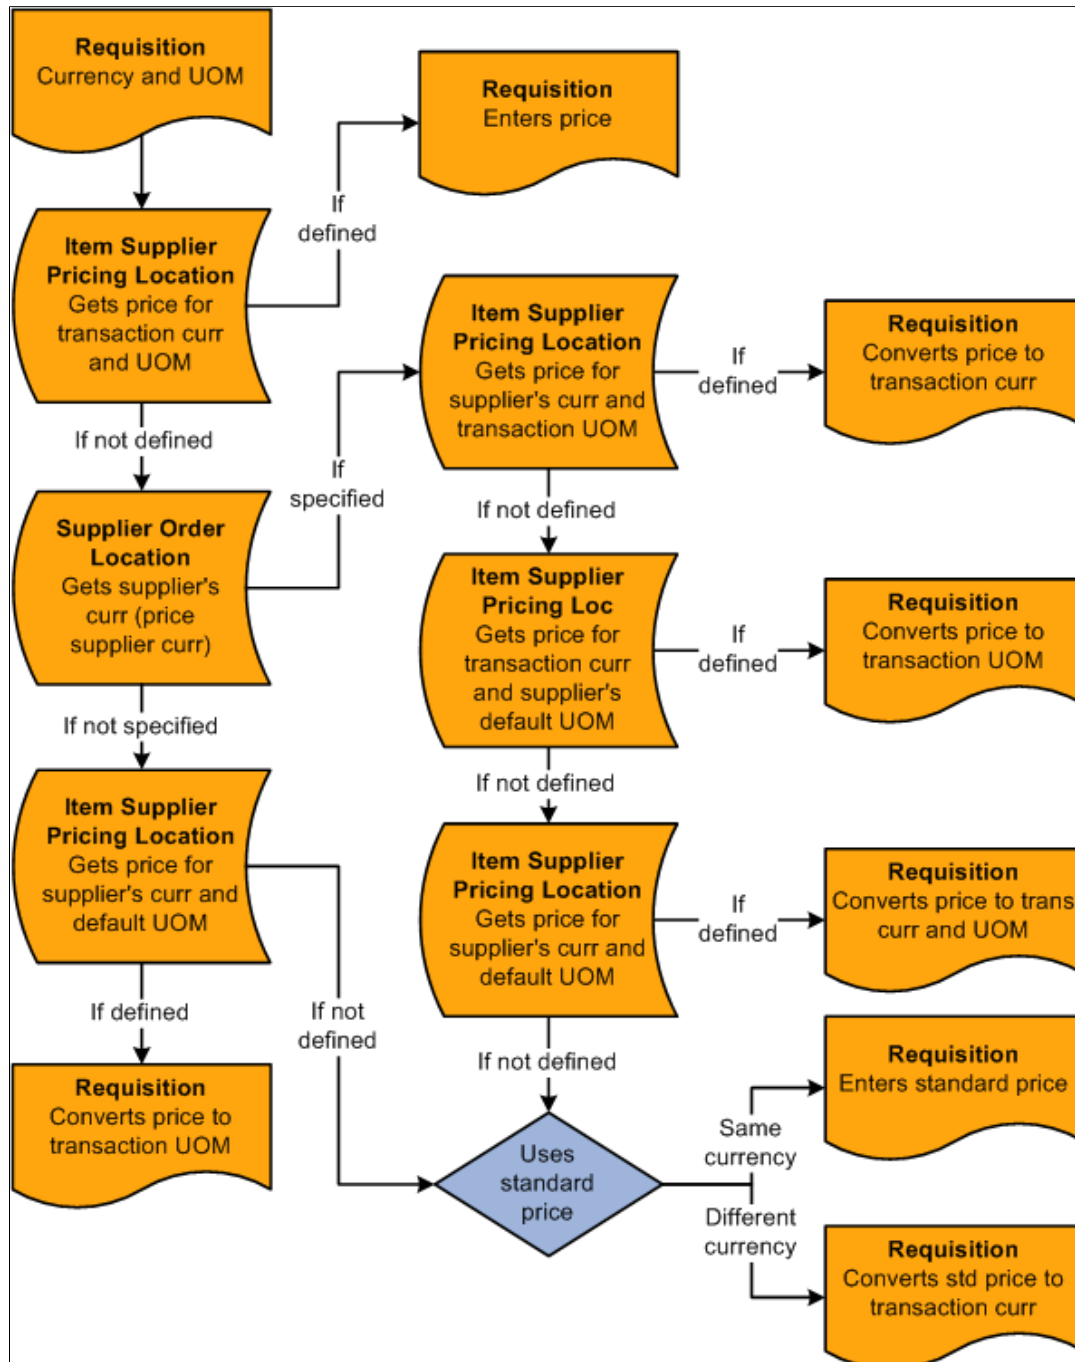 Requisition
Currency and UOM
Requisition
Enters price
If
defined
Item Supplier
Pricing Location
Gets price for
transaction curr
and UOM
If not defined
Item Supplier
Pricing Location
Gets price for
supplier's curr and
transaction UOM
If
defined
Requisition
Converts price to
transaction curr
If
specified
If not defined
Supplier Order
Location
Gets supplier's
curr (price
supplier curr)
If not specified
Item Supplier
Pricing Loc
Gets price for
transaction curr
and supplier's
default UOM
If
defined
Requisition
Converts price to
transaction UOM
If not defined
Item Supplier
Pricing Location
Gets price for
supplier's curr and
default UOM
If defined
If not
defined
Item Supplier
Pricing Location
Gets price for
supplier's curr and
default UOM
If
defined
Requisition
Converts price to trans
curr and UOM
If not defined
Requisition
Converts price to
transaction UOM
Uses
standard
price
Same
currency
Requisition
Enters standard price
Different
currency
Requisition
Converts std price to
transaction curr